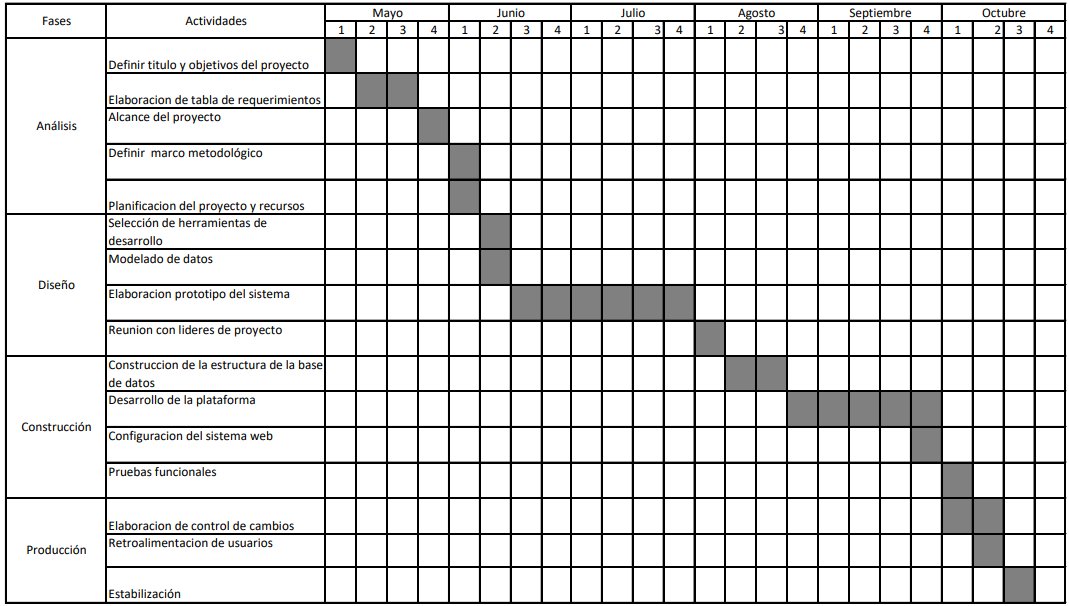 Fases Actividades Mayo Junio Julio Agosto Septiembre Octubre
1 2 3 4 1 2 3 4 1 2 3 4 1 2 3 4 1 2 3 4 1 2 3 4
Análisis
Definir titulo y objetivos del proyecto
Elaboracion de tabla de requerimientos
Alcance del proyecto
Definir marco metodológico
Planificacion del proyecto y recursos
Diseño
Selección de herramientas de
desarrollo
Modelado de datos
Elaboracion prototipo del sistema
Reunion con lideres de proyecto
Construcción
Construccion de la estructura de la base
de datos
Desarrollo de la plataforma
Configuracion del sistema web
Pruebas funcionales
Producción
Elaboracion de control de cambios
Retroalimentacion de usuarios
Estabilización